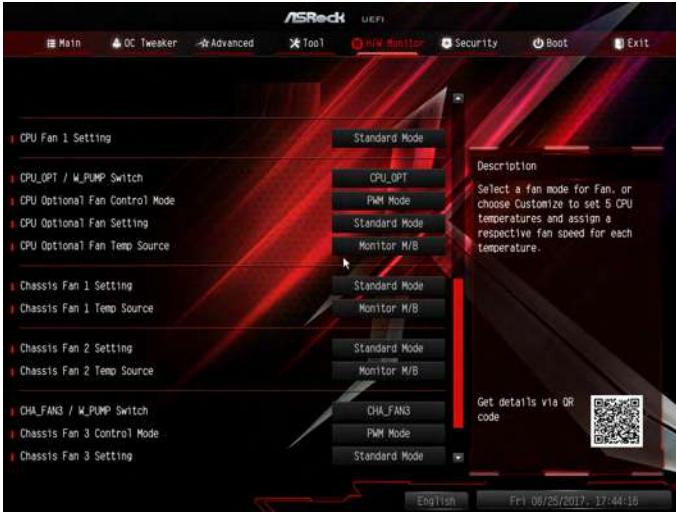 ASRock UEFI
Main OC Tweaker Advanced Tool H/W Monitor Security Boot Exit
CPU Fan 1 Setting Standard Mode
CPU_OPT / W_PUMP Switch CPU_OPT
CPU Optional Fan Control Mode PWM Mode
CPU Optional Fan Setting Standard Mode
CPU Optional Fan Temp Source Monitor M/B
Chassis Fan 1 Setting Standard Mode
Chassis Fan 1 Temp Source Monitor M/B
Chassis Fan 2 Setting Standard Mode
Chassis Fan 2 Temp Source Monitor M/B
CHA_FAN3 / W_PUMP Switch CHA_FAN3
Chassis Fan 3 Control Mode PWM Mode
Chassis Fan 3 Setting Standard Mode
Description
Select a fan mode for Fan, or
choose Customize to set 5 CPU
temperatures and assign a
respective fan speed for each
temperature.
Get details via QR
code
English Fri 08/25/2017, 17:44:16